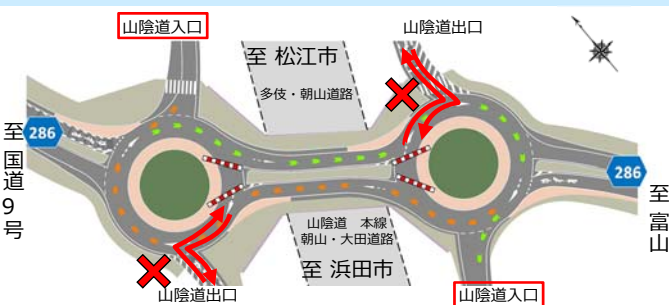 山陰道入口
山陰道出口
至 松江市
多伎・朝山道路
286
至国道9号
286
至富山
山陰道 本線
朝山・大田道路
至 浜田市
山陰道出口
山陰道入口